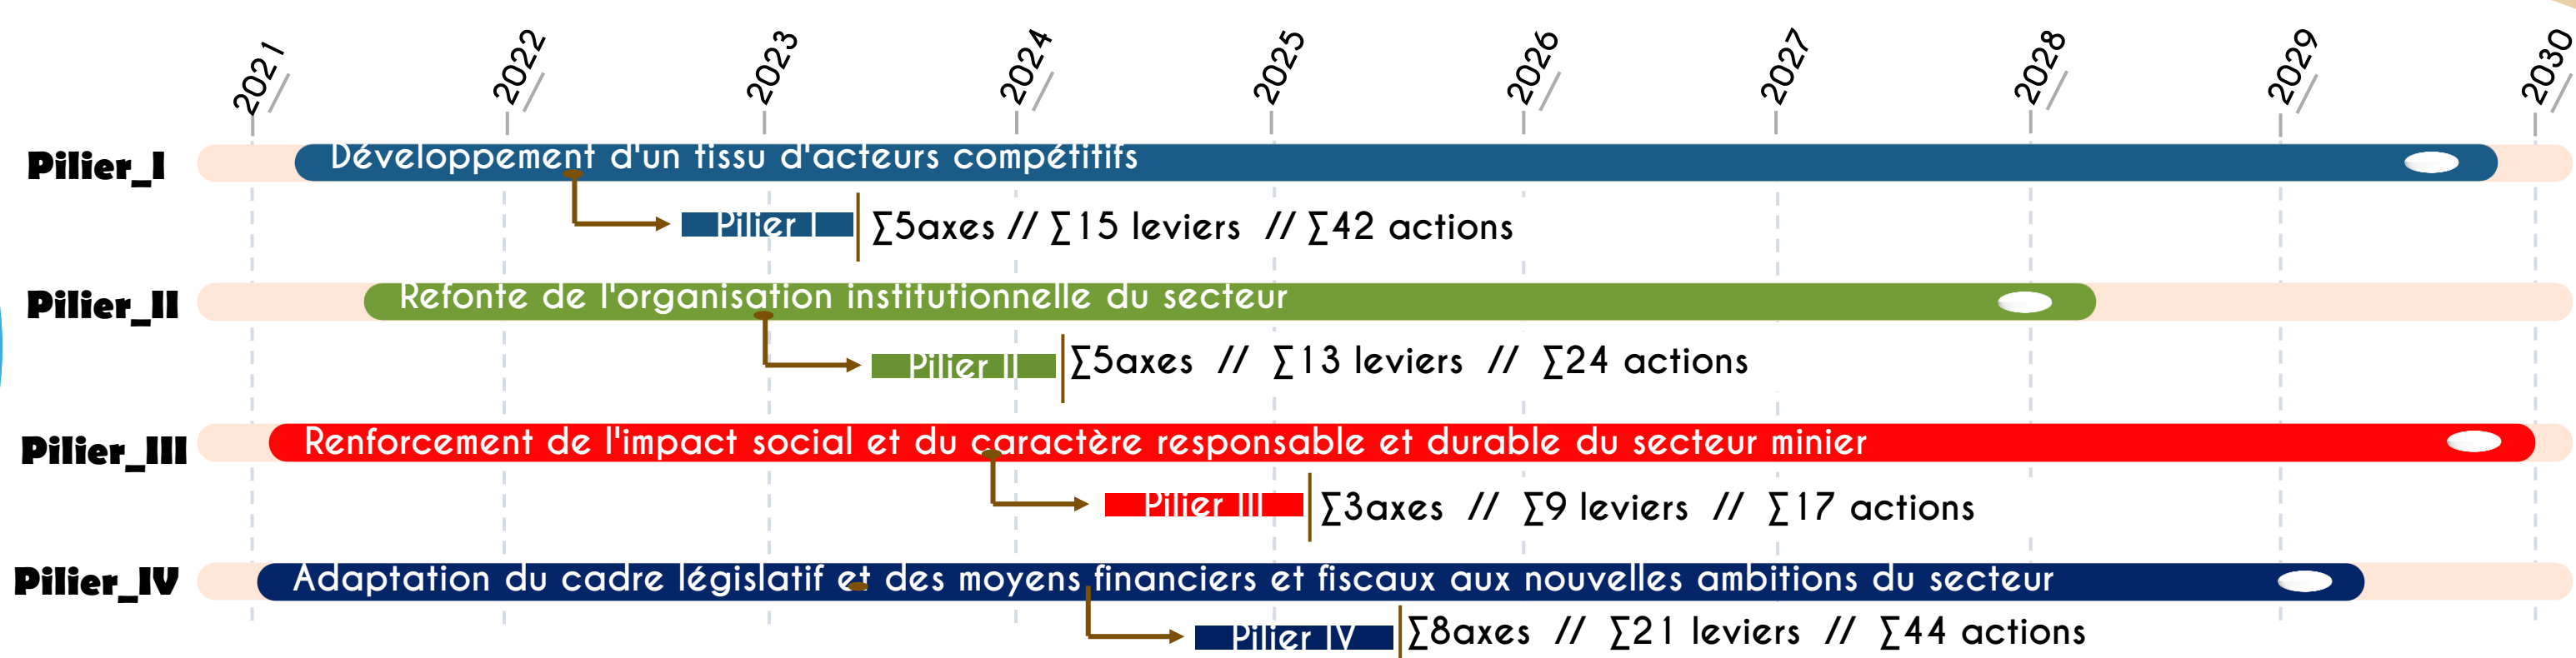 2021 2022 2023 2024 2025 2026 2027 2028 2029 2030
Pilier_I Développement d'un tissu d'acteurs compétitifs
Pilier I ∑5axes // ∑15 leviers // ∑42 actions
Pilier_II Refonte de l'organisation institutionnelle du secteur
Pilier II ∑5axes // ∑13 leviers // ∑24 actions
Pilier_III Renforcement de l'impact social et du caractère responsable et durable du secteur minier
Pilier III ∑3axes // ∑9 leviers // ∑17 actions
Pilier_IV Adaptation du cadre législatif et des moyens financiers et fiscaux aux nouvelles ambitions du secteur
Pilier IV ∑8axes // ∑21 leviers // ∑44 actions